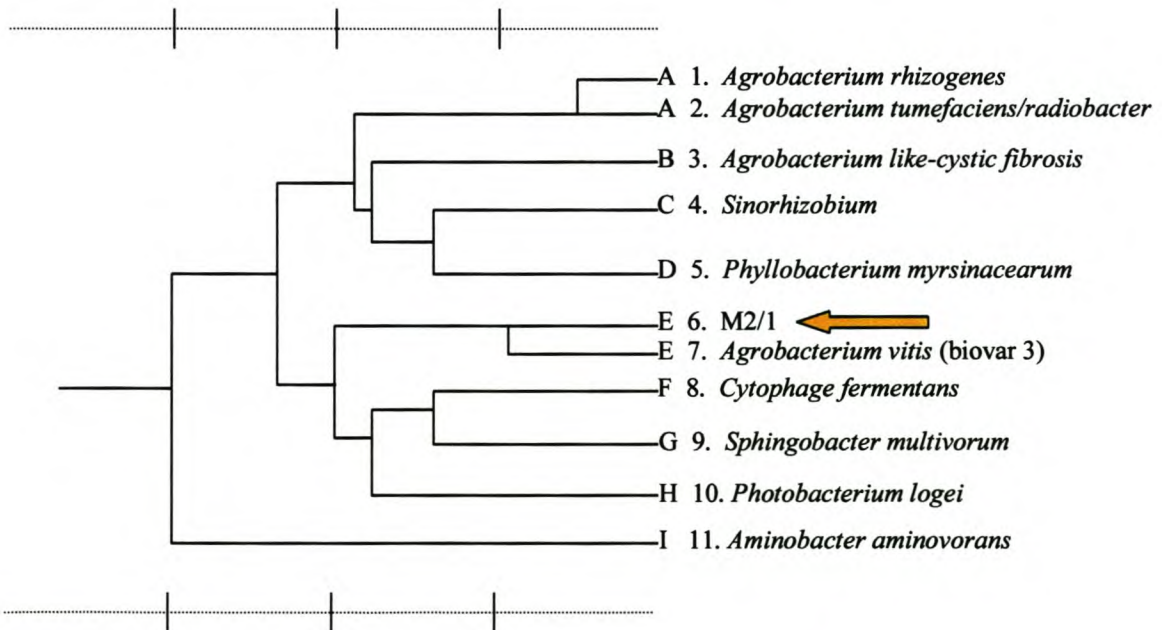 A 1. Agrobacterium rhizogenes
A 2. Agrobacterium tumefaciens/radiobacter
B 3. Agrobacterium like-cystic fibrosis
C 4. Sinorhizobium
D 5. Phyllobacterium myrsinacearum
E 6. M2/1
E 7. Agrobacterium vitis (biovar 3)
F 8. Cytophage fermentans
G 9. Sphingobacter multivorum
H 10. Photobacterium logei
I 11. Aminobacter aminovorans